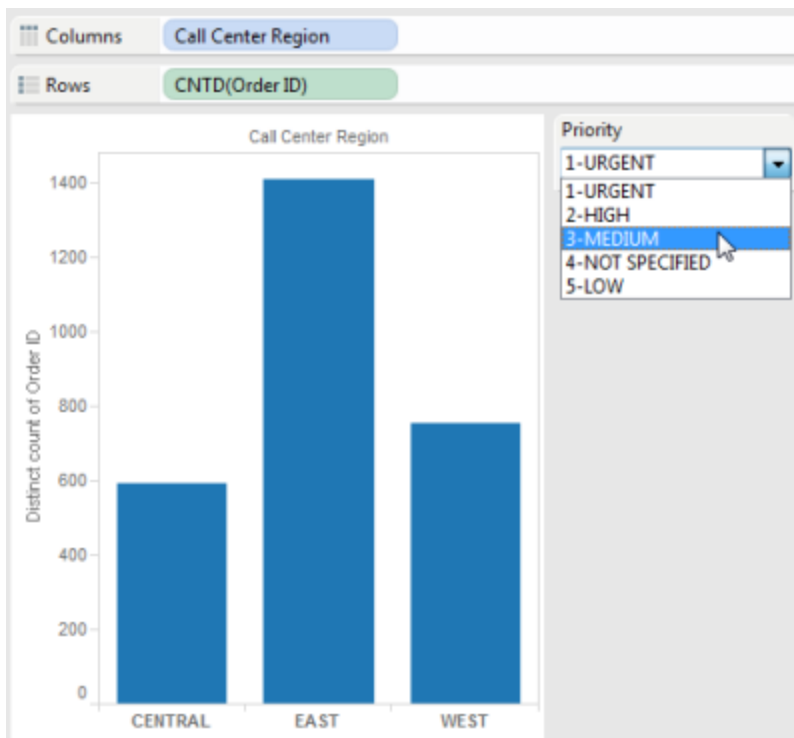 Columns
Call Center Region
Rows
CNTD(Order ID)
Call Center Region
1400
1200
1000
800
600
400
200
0
Distinct count of Order ID
CENTRAL
EAST
WEST
Priority
1-URGENT
1-URGENT
2-HIGH
3-MEDIUM
4-NOT SPECIFIED
5-LOW